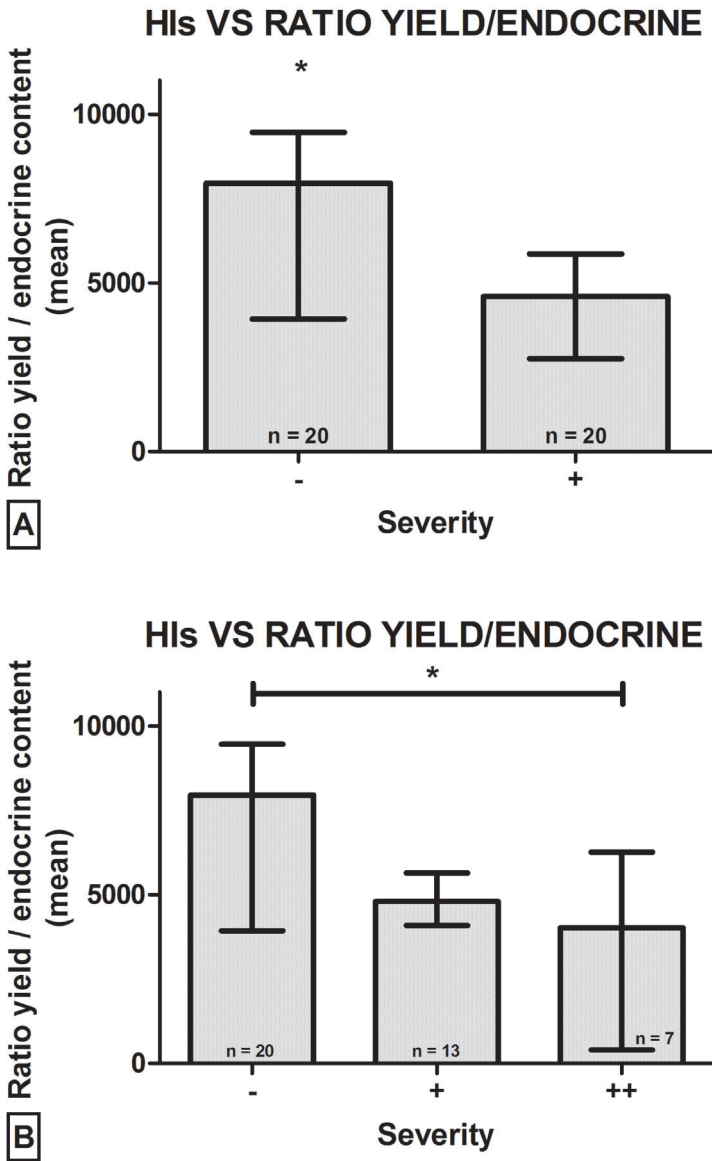 HIs VS RATIO YIELD/ENDOCRINE
*
Ratio yield / endocrine content
(mean)
10000
5000
0
n = 20
n = 20
-
+
Severity
A
HIs VS RATIO YIELD/ENDOCRINE
*
Ratio yield / endocrine content
(mean)
10000
5000
0
n = 20
n = 13
n = 7
-
+
++
Severity
B